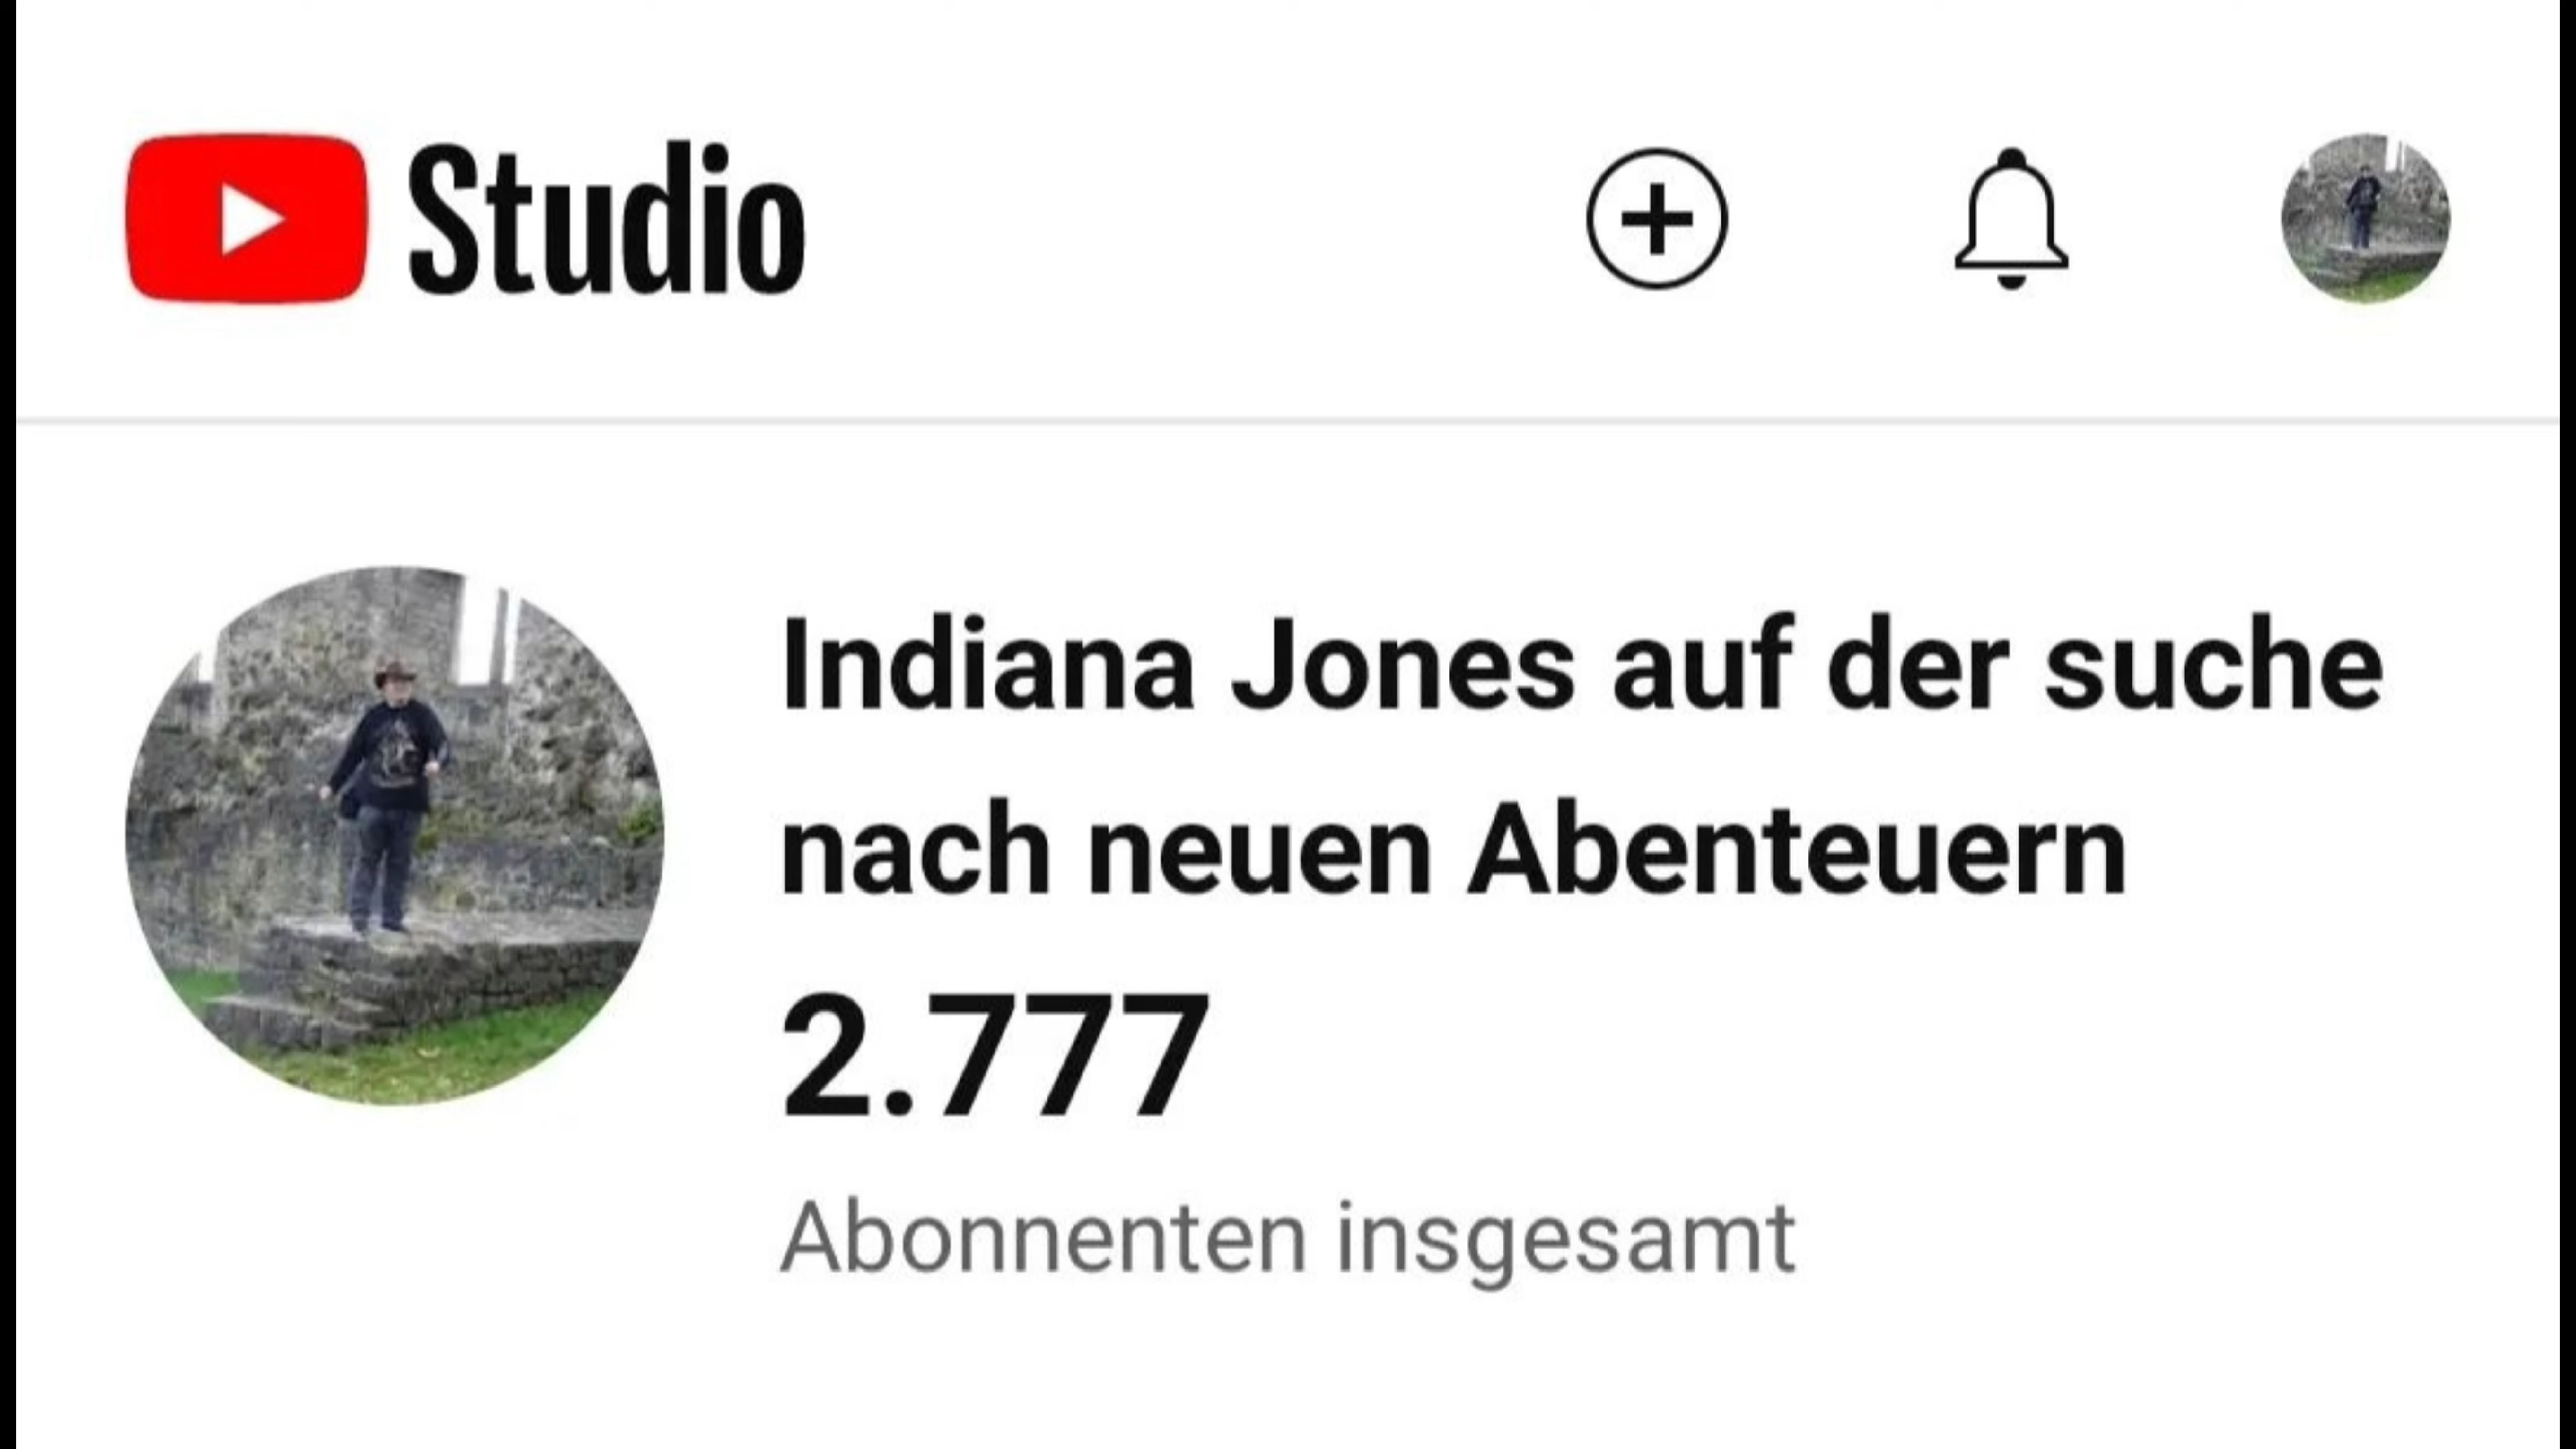 Studio
Indiana Jones auf der suche
nach neuen Abenteuern
2.777
Abonnenten insgesamt